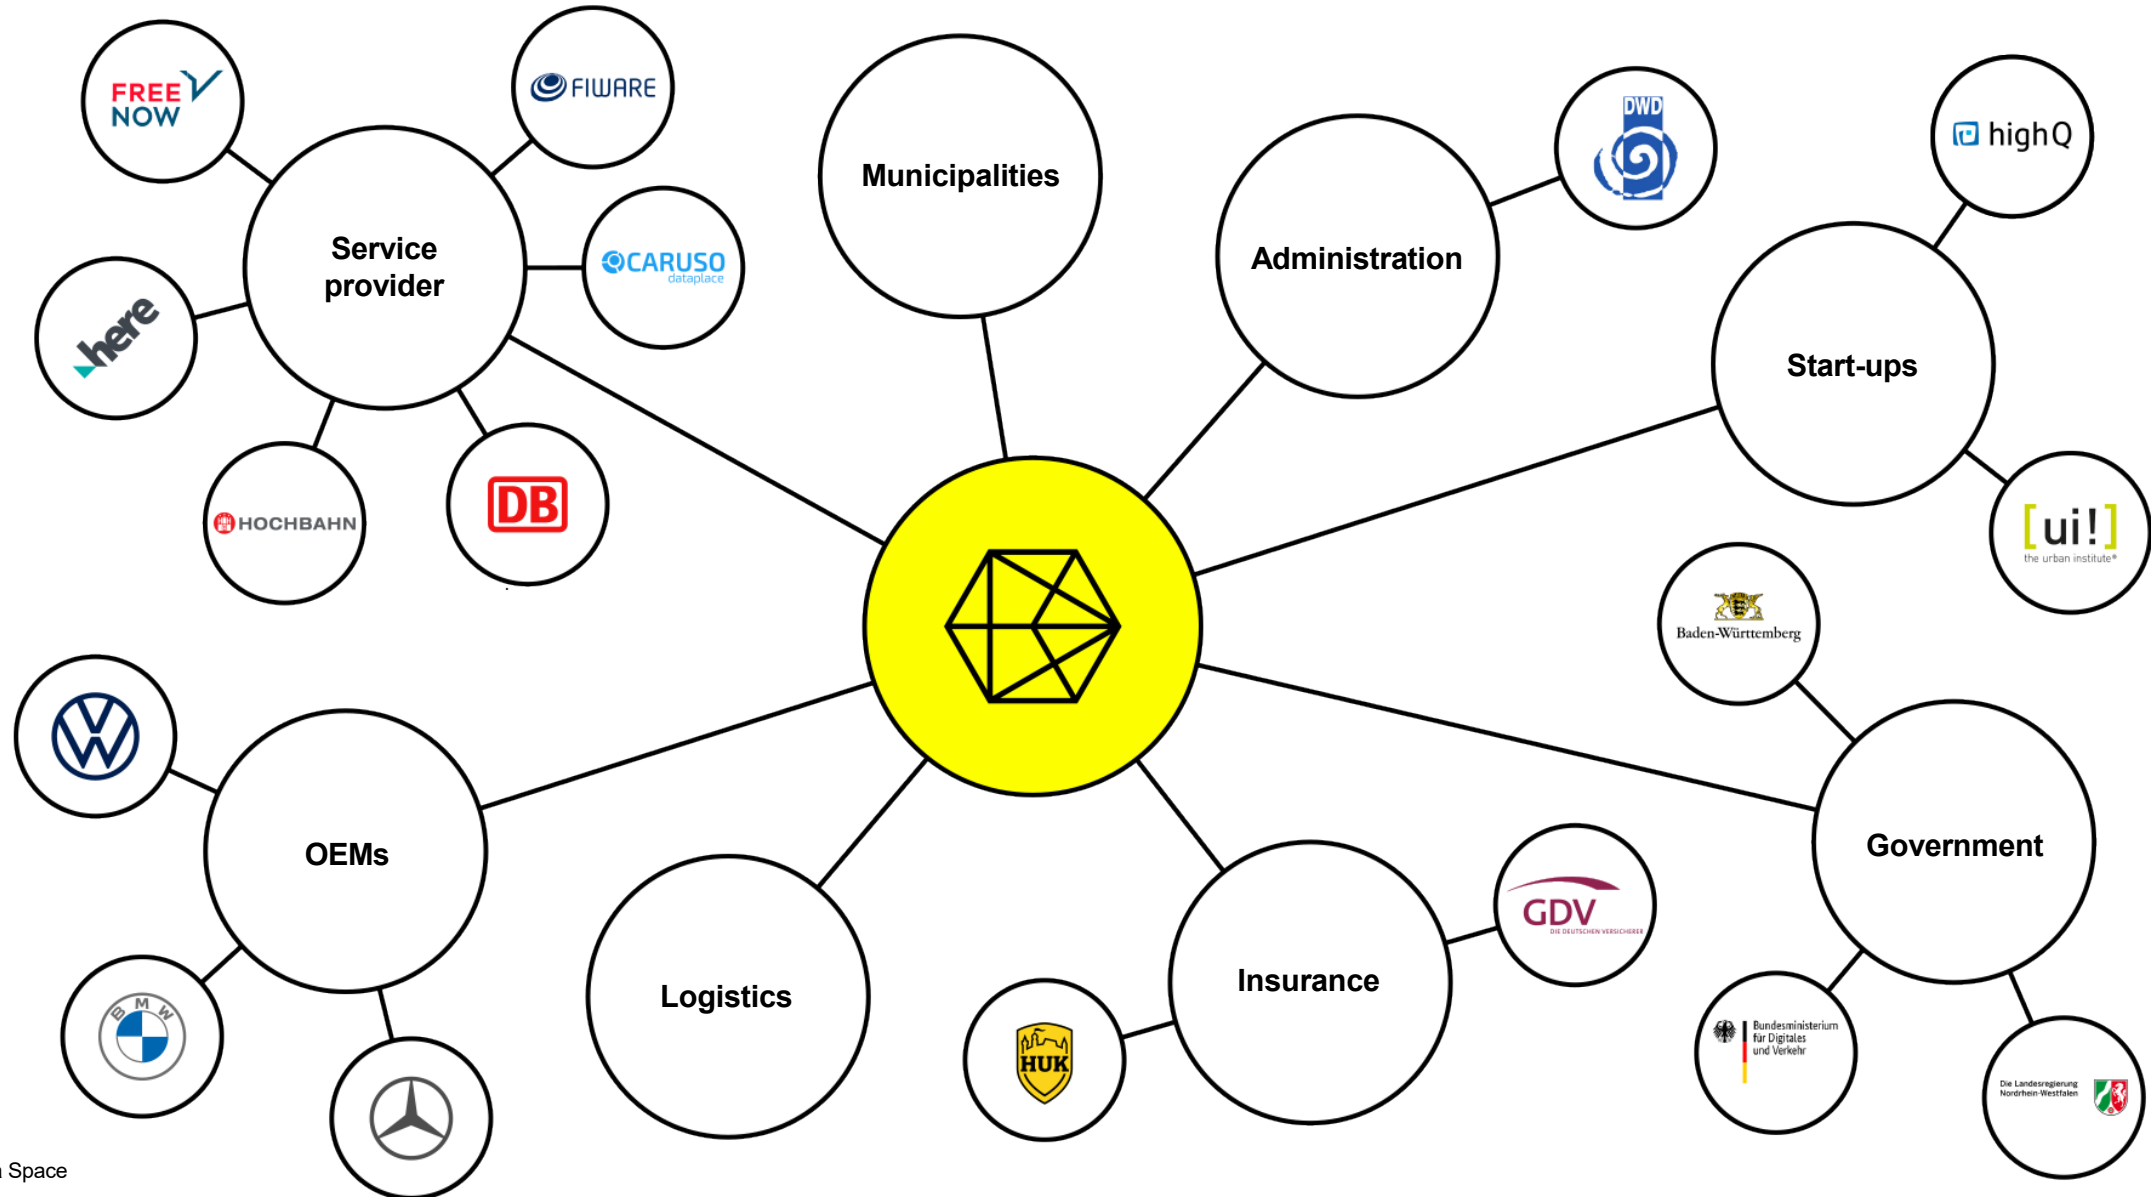 FREE
NOW
FIWARE
Service
provider
CARUSO
dataplace
here
HOCHBAHN
DB
Municipalities
Administration
DWD
highQ
Start-ups
[ui!]
the urban institute®
Baden-Württemberg
Government
Bundesministerium
für Digitales
und Verkehr
Die Landesregierung
Nordrhein-Westfalen
OEMs
VW
BMW
Logistics
Insurance
GDV
DIE DEUTSCHEN VERSICHERER
HUK
Space